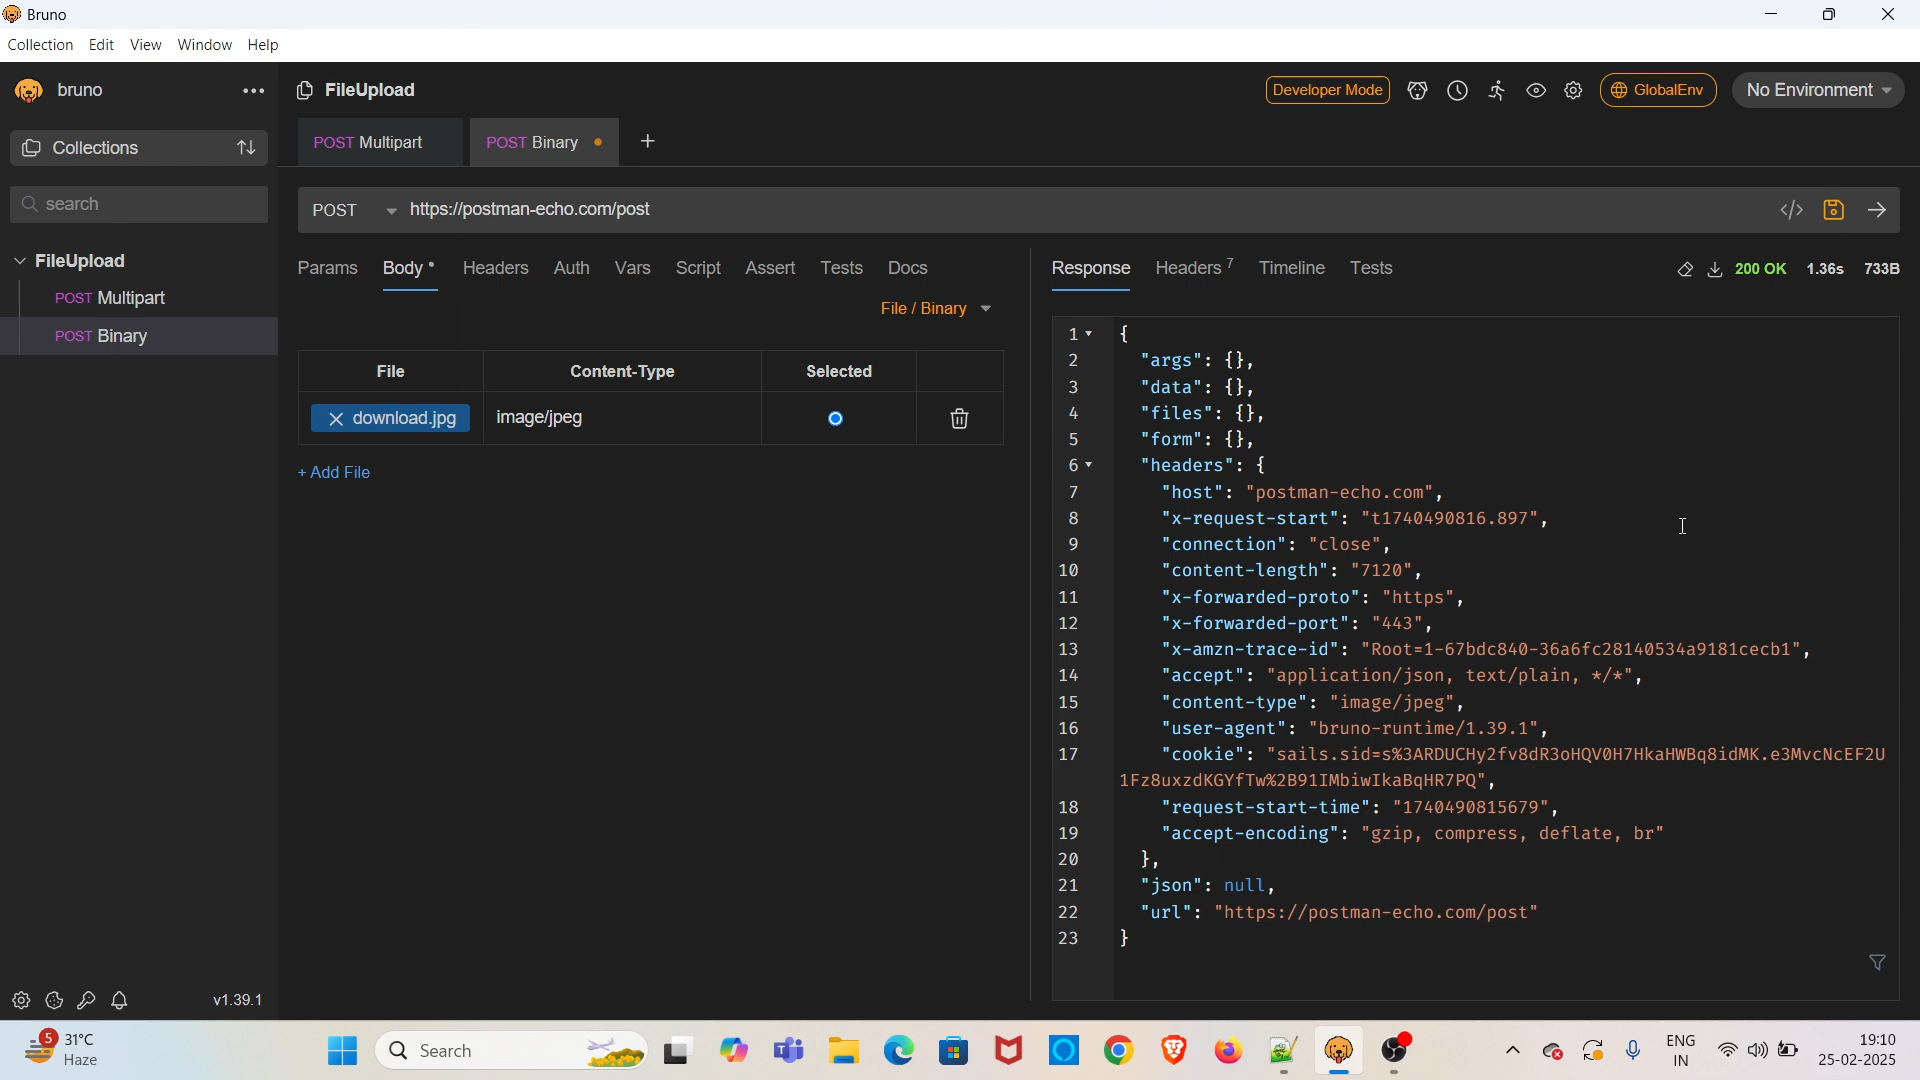 Bruno
Collection Edit View Window Help
bruno
FileUpload
Developer Mode
GlobalEnv
No Environment
Collections
POST Multipart
POST Binary
+
search
POST
https://postman-echo.com/post
</>
FileUpload
POST Multipart
POST Binary
Params Body Headers Auth Vars Script Assert Tests Docs
File / Binary
File Content-Type Selected
download.jpg image/jpeg
+ Add File
Response Headers 7 Timeline Tests
200 OK 1.36s 733B
1 {
2 "args": {},
3 "data": {},
4 "files": {},
5 "form": {},
6 "headers": {
7 "host": "postman-echo.com",
8 "x-request-start": "t1740490816.897",
9 "connection": "close",
10 "content-length": "7120",
11 "x-forwarded-proto": "https",
12 "x-forwarded-port": "443",
13 "x-amzn-trace-id": "Root=1-67bdc840-36a6fc28140534a9181cecb1",
14 "accept": "application/json, text/plain, */*",
15 "content-type": "image/jpeg",
16 "user-agent": "bruno-runtime/1.39.1",
17 "cookie": "sails.sid=s%3ARDUCHy2fv8dR3oHQV0H7HkaHWBq8idMK.e3MvcNcEF2U
1Fz8uxzdKGYfTw%2B91IMbiwIkaBqHR7PQ",
18 "request-start-time": "1740490815679",
19 "accept-encoding": "gzip, compress, deflate, br"
20 },
21 "json": null,
22 "url": "https://postman-echo.com/post"
23 }
v1.39.1
5
31°C
Haze
Search
ENG
IN
19:10
25-02-2025